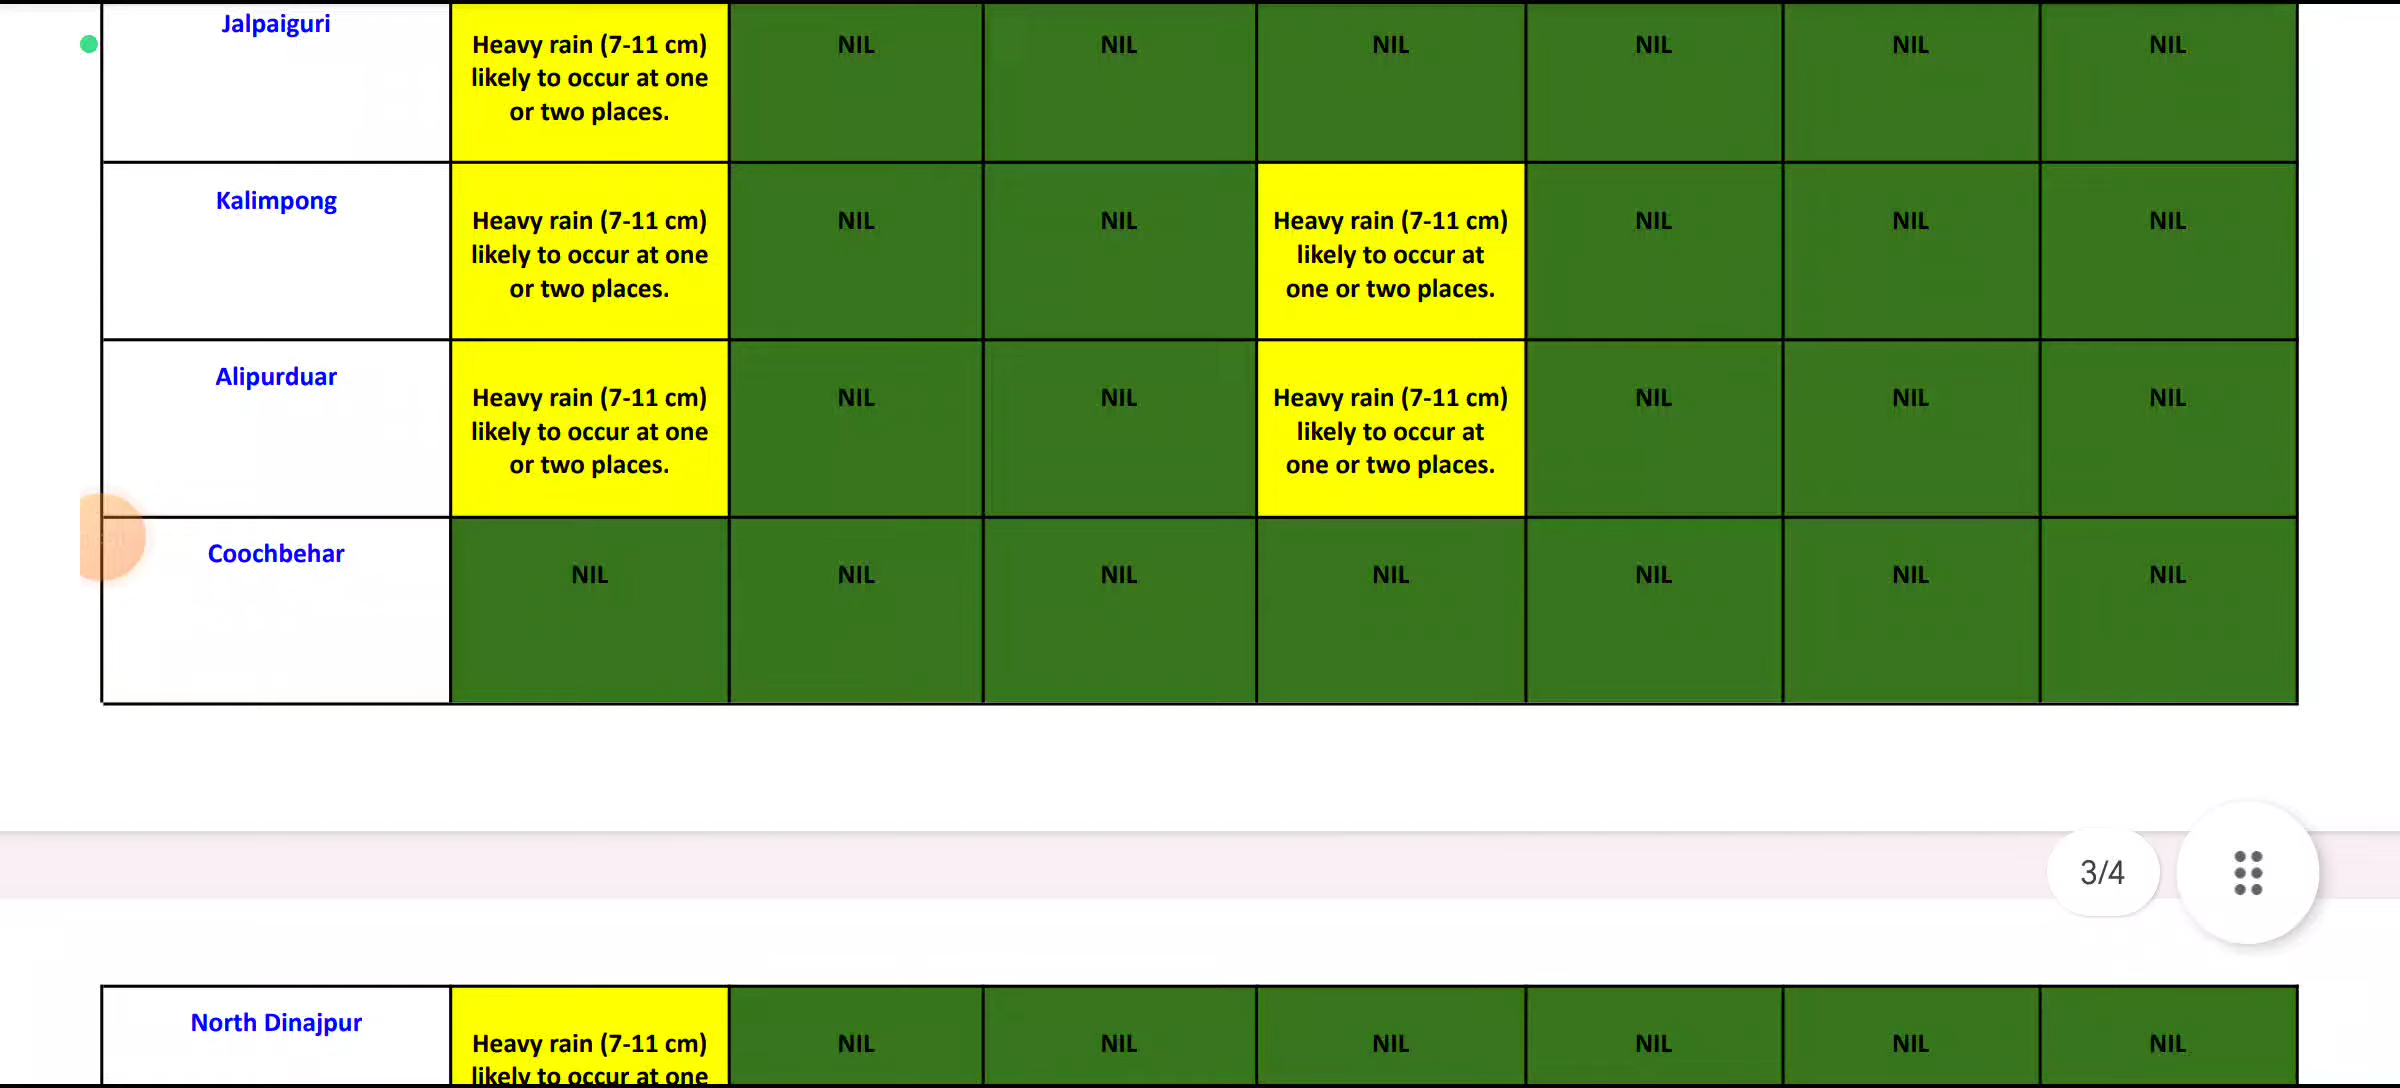 Jalpaiguri
Heavy rain (7-11 cm)
likely to occur at one
or two places.
NIL
NIL
NIL
NIL
NIL
NIL
Kalimpong
Heavy rain (7-11 cm)
likely to occur at one
or two places.
NIL
NIL
Heavy rain (7-11 cm)
likely to occur at
one or two places.
NIL
NIL
NIL
Alipurduar
Heavy rain (7-11 cm)
likely to occur at one
or two places.
NIL
NIL
Heavy rain (7-11 cm)
likely to occur at
one or two places.
NIL
NIL
NIL
Coochbehar
NIL
NIL
NIL
NIL
NIL
NIL
NIL
3/4
North Dinajpur
Heavy rain (7-11 cm)
likely to occur at one
NIL
NIL
NIL
NIL
NIL
NIL